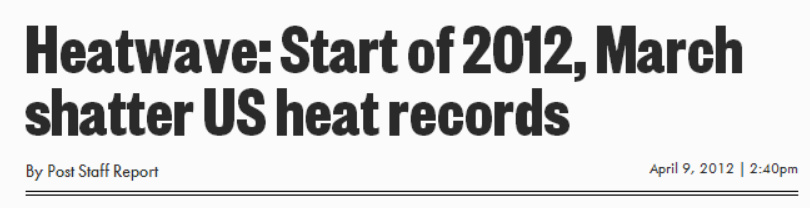 Heatwave: Start of 2012, March
shatter US heat records
By Post Staff Report
April 9, 2012 | 2:40pm